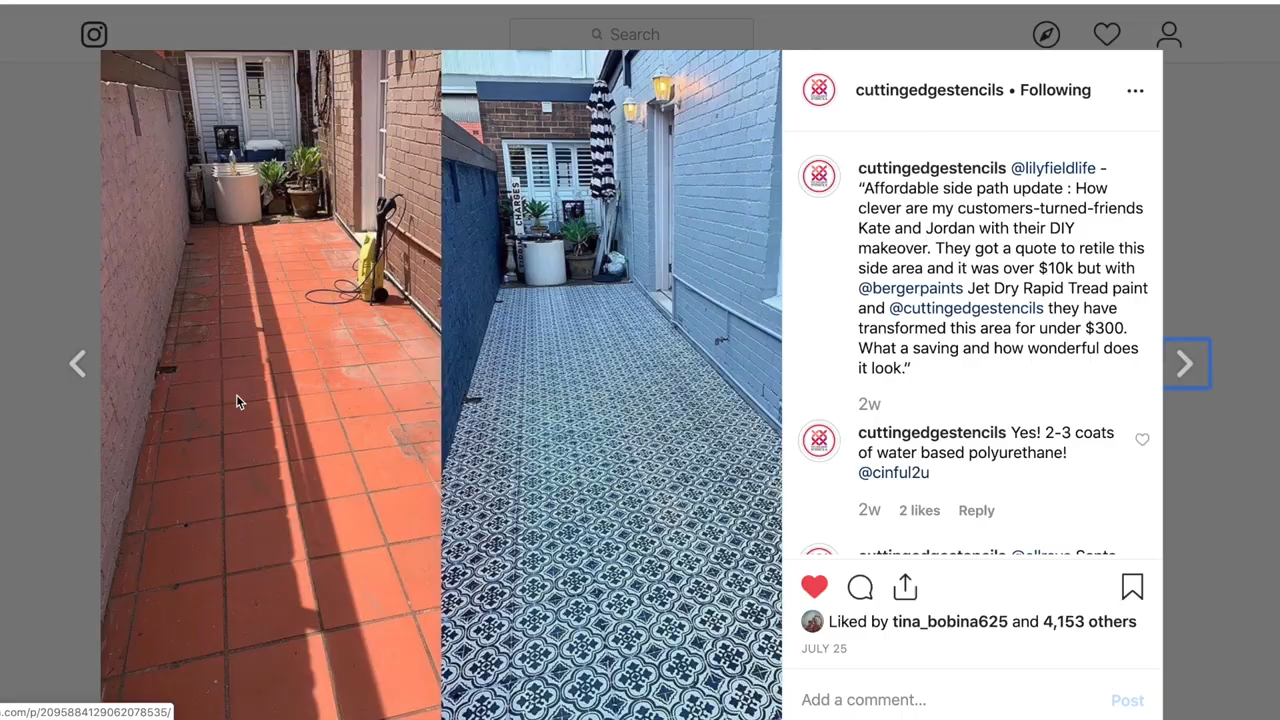 Search
cuttingedgestencils • Following
cuttingedgestencils @lilyfieldlife -
“Affordable side path update : How
clever are my customers-turned-friends
Kate and Jordan with their DIY
makeover. They got a quote to retile this
side area and it was over $10k but with
@bergerpaints Jet Dry Rapid Tread paint
and @cuttingedgestencils they have
transformed this area for under $300.
What a saving and how wonderful does
it look.”
2w
cuttingedgestencils Yes! 2-3 coats
of water based polyurethane!
@cinful2u
2w 2 likes Reply
Liked by tina_bobina625 and 4,153 others
JULY 25
Add a comment... Post
.com/p/2095884129062078535/
CHARGES